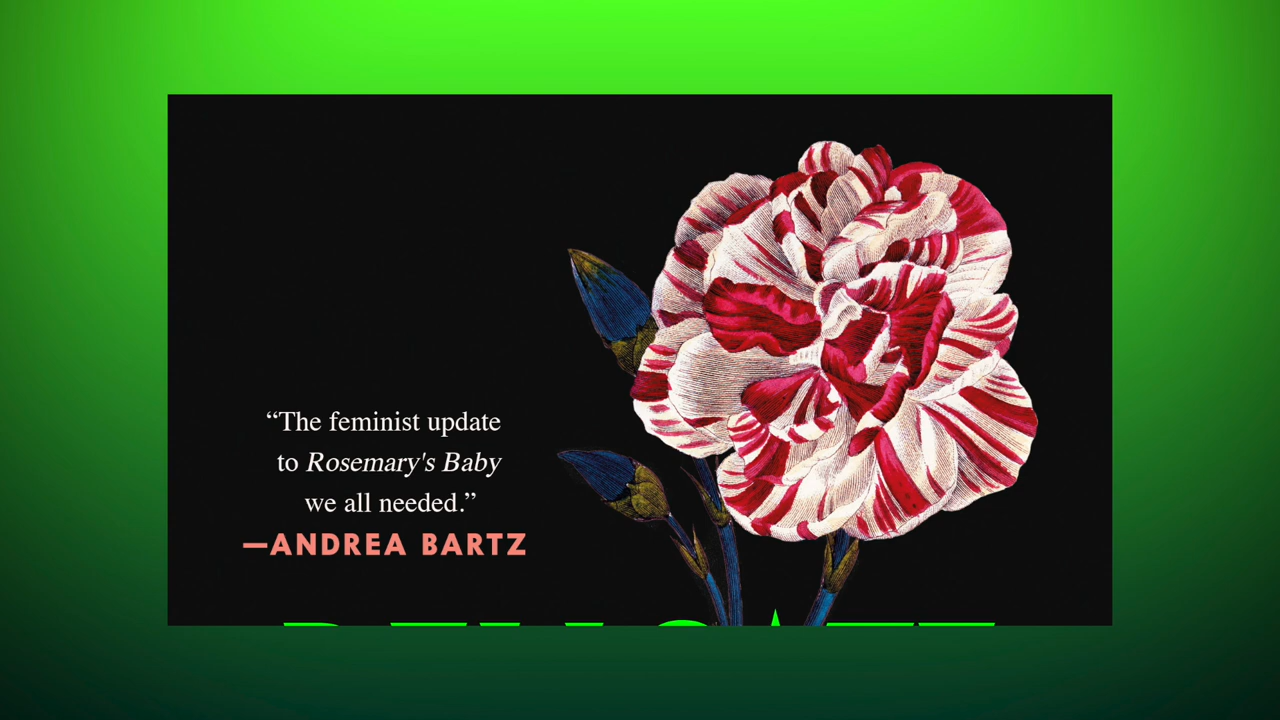 “The feminist update
to Rosemary's Baby
we all needed.”
—ANDREA BARTZ